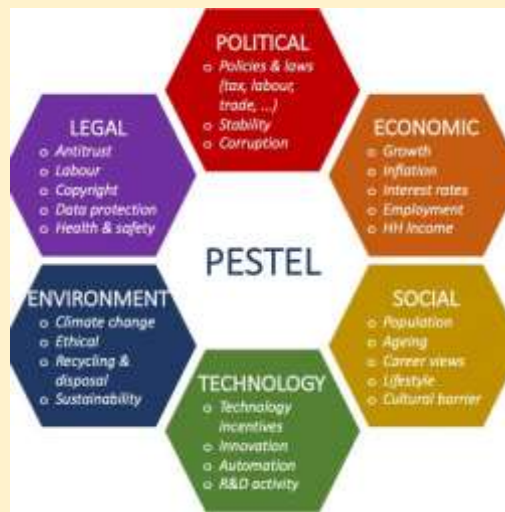 POLITICAL
o Policies & laws
(tax, labour,
trade, ...)
o Stability
o Corruption
LEGAL
o Antitrust
o Labour
o Copyright
o Data protection
o Health & safety
ECONOMIC
o Growth
o Inflation
o Interest rates
o Employment
o HH Income
PESTEL
ENVIRONMENT
o Climate change
o Ethical
o Recycling &
disposal
o Sustainability
SOCIAL
o Population
o Ageing
o Career views
o Lifestyle
o Cultural barrier
TECHNOLOGY
o Technology
incentives
o Innovation
o Automation
o R&D activity